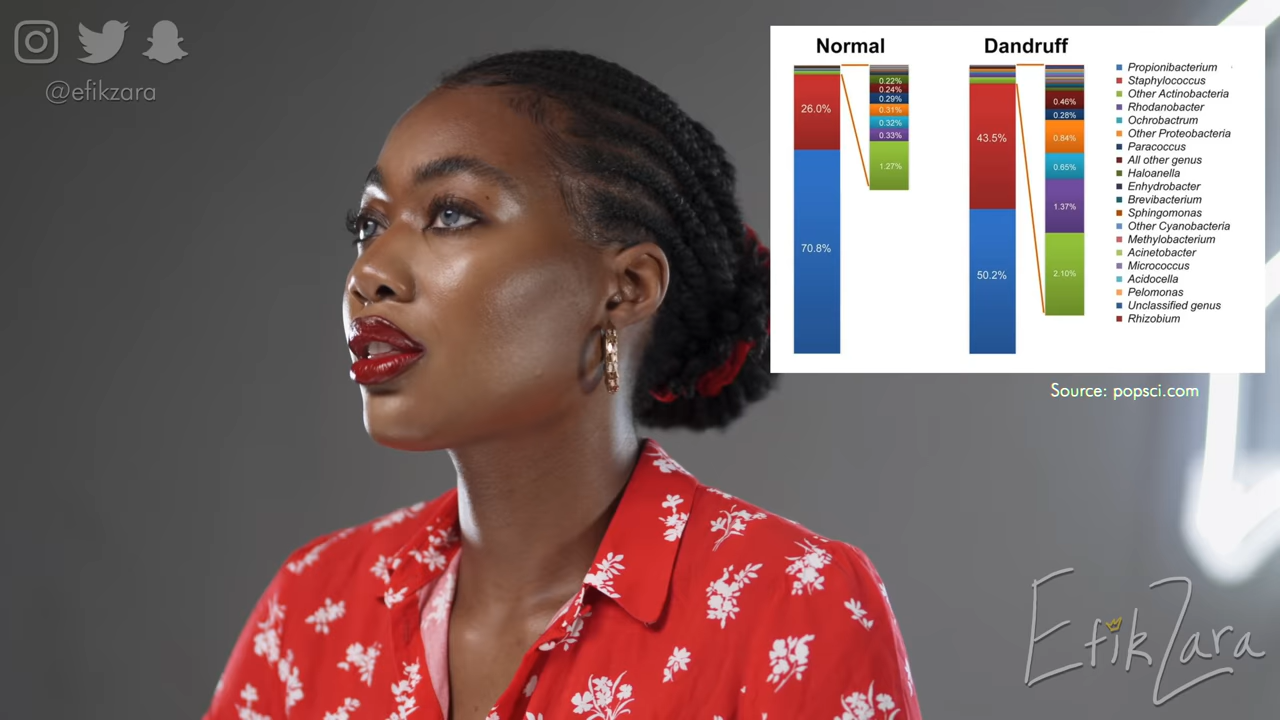 @efikzara
Normal
Dandruff
26.0%
70.8%
0.22%
0.24%
0.29%
0.31%
0.32%
0.33%
1.27%
43.5%
50.2%
0.46%
0.28%
0.84%
0.65%
1.37%
2.10%
Propionibacterium
Staphylococcus
Other Actinobacteria
Rhodanobacter
Ochrobactrum
Other Proteobacteria
Paracoccus
All other genus
Haloanella
Enhydrobacter
Brevibacterium
Sphingomonas
Other Cyanobacteria
Methylobacterium
Acinetobacter
Micrococcus
Acidocella
Pelomonas
Unclassified genus
Rhizobium
Source: popsci.com
EfikZara